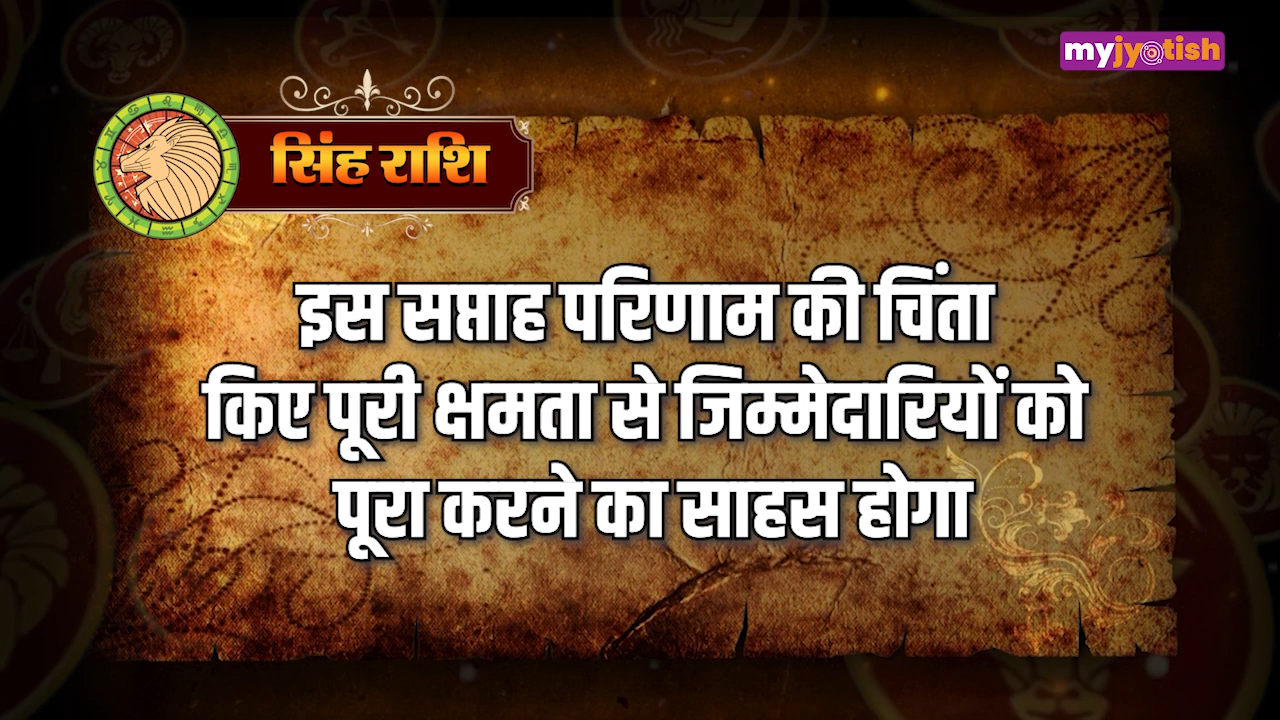 myjyotish
सिंह राशि
इस सप्ताह परिणाम की चिंता
किए पूरी क्षमता से जिम्मेदारियों को
पूरा करने का साहस होगा